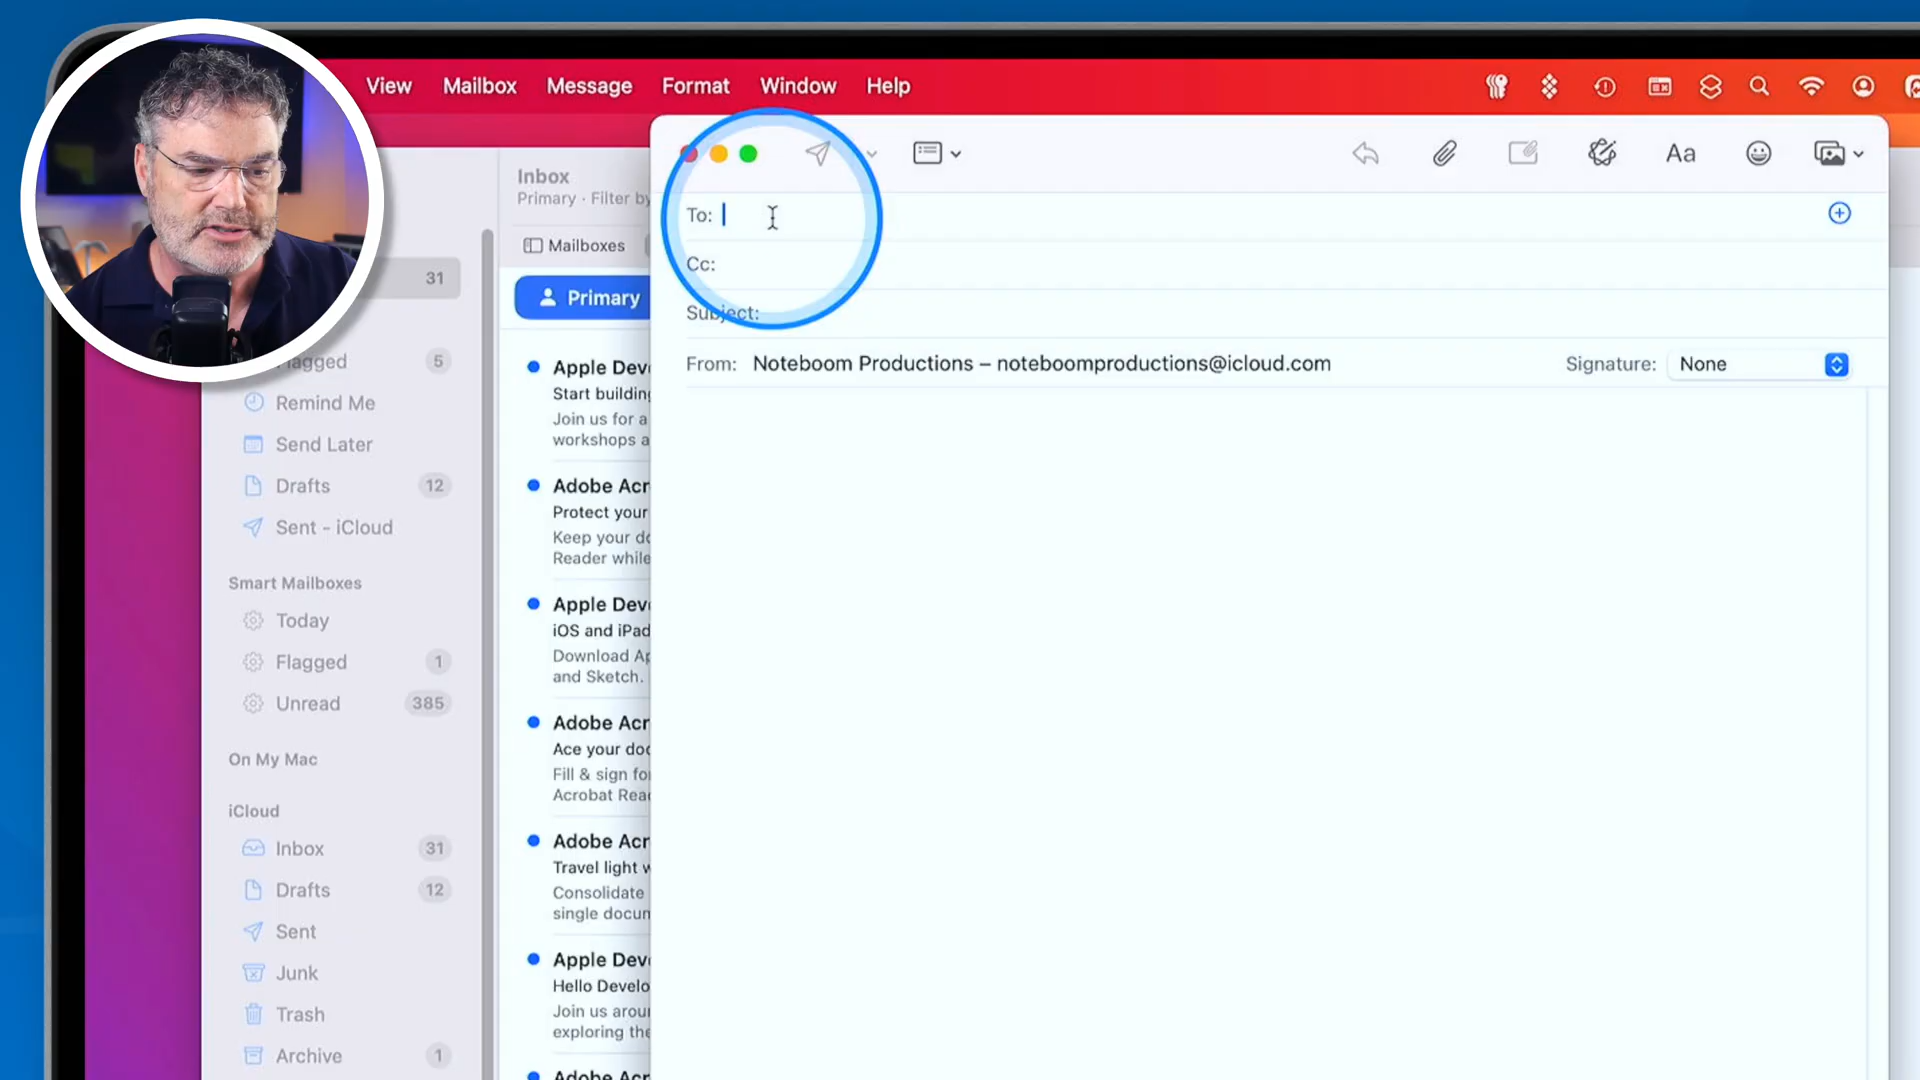 View Mailbox Message Format Window Help
Inbox
Primary · Filter by
Mailboxes
Primary
31
Flagged 5
Remind Me
Send Later
Drafts 12
Sent - iCloud
Smart Mailboxes
Today
Flagged 1
Unread 385
On My Mac
iCloud
Inbox 31
Drafts 12
Sent
Junk
Trash
Archive 1
Apple Dev
Start building
Join us for a
workshops a
Adobe Acr
Protect your
Keep your do
Reader while
Apple Dev
iOS and iPad
Download Ap
and Sketch.
Adobe Acr
Ace your doc
Fill & sign fo
Acrobat Rea
Adobe Acr
Travel light w
Consolidate
single docum
Apple Dev
Hello Develo
Join us arou
exploring the
Adobe Acr
Aa
To:
Cc:
Subject:
From: Noteboom Productions – noteboomproductions@icloud.com
Signature: None